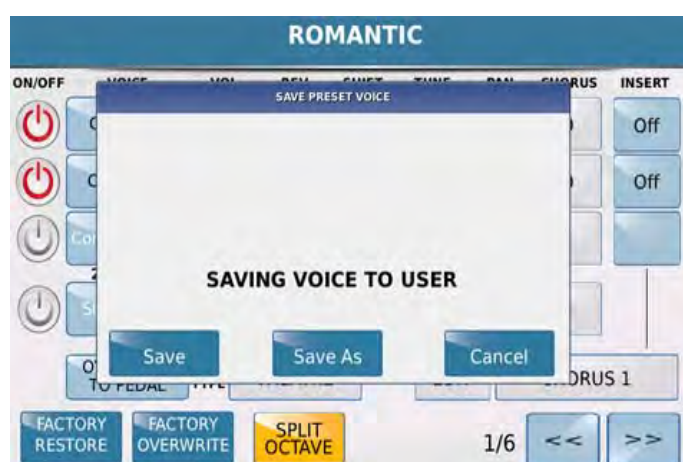 ROMANTIC
ON/OFF INSERT
SAVE PRESET VOICE
Off
Off
SAVING VOICE TO USER
Save Save As Cancel
TO PEDAL
FACTORY RESTORE FACTORY OVERWRITE SPLIT OCTAVE 1/6 << >>